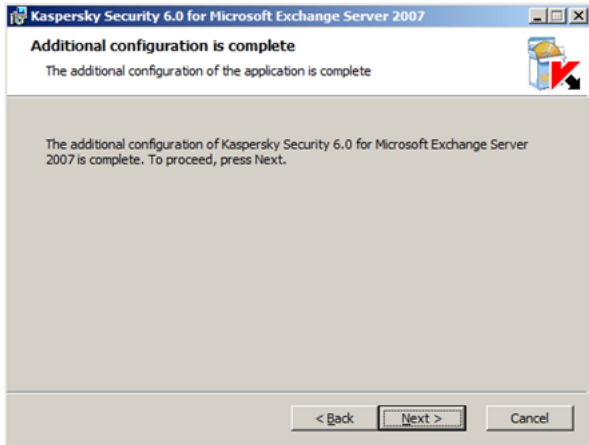 Kaspersky Security 6.0 for Microsoft Exchange Server 2007
Additional configuration is complete
The additional configuration of the application is complete
The additional configuration of Kaspersky Security 6.0 for Microsoft Exchange Server
2007 is complete. To proceed, press Next.
< Back Next > Cancel